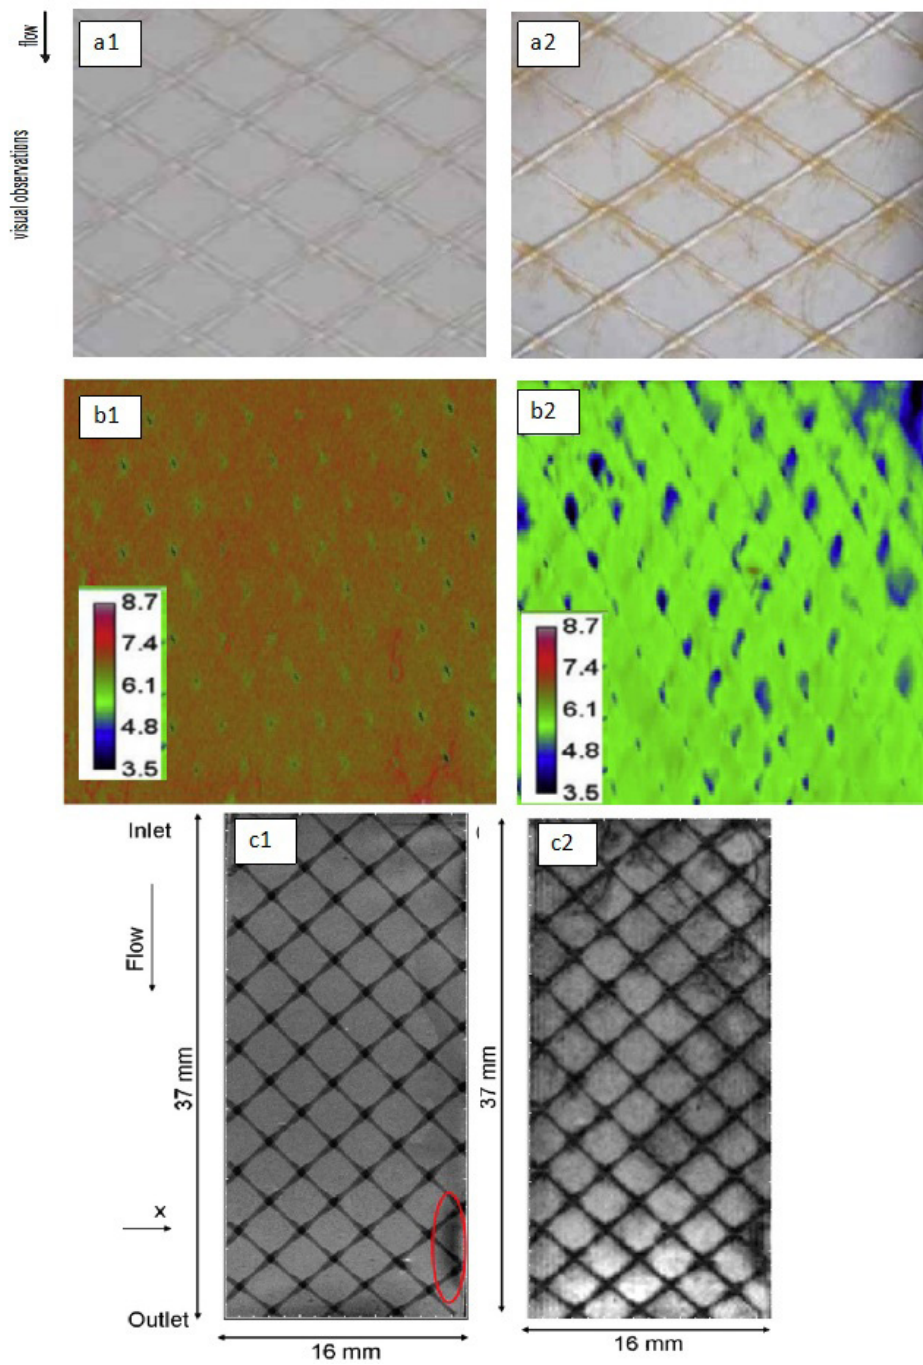 flow
a1
a2
visual observations
b1
b2
8.7
7.4
6.1
4.8
3.5
8.7
7.4
6.1
4.8
3.5
Inlet
c1
(
c2
Flow
37 mm
37 mm
x
Outlet
16 mm
16 mm